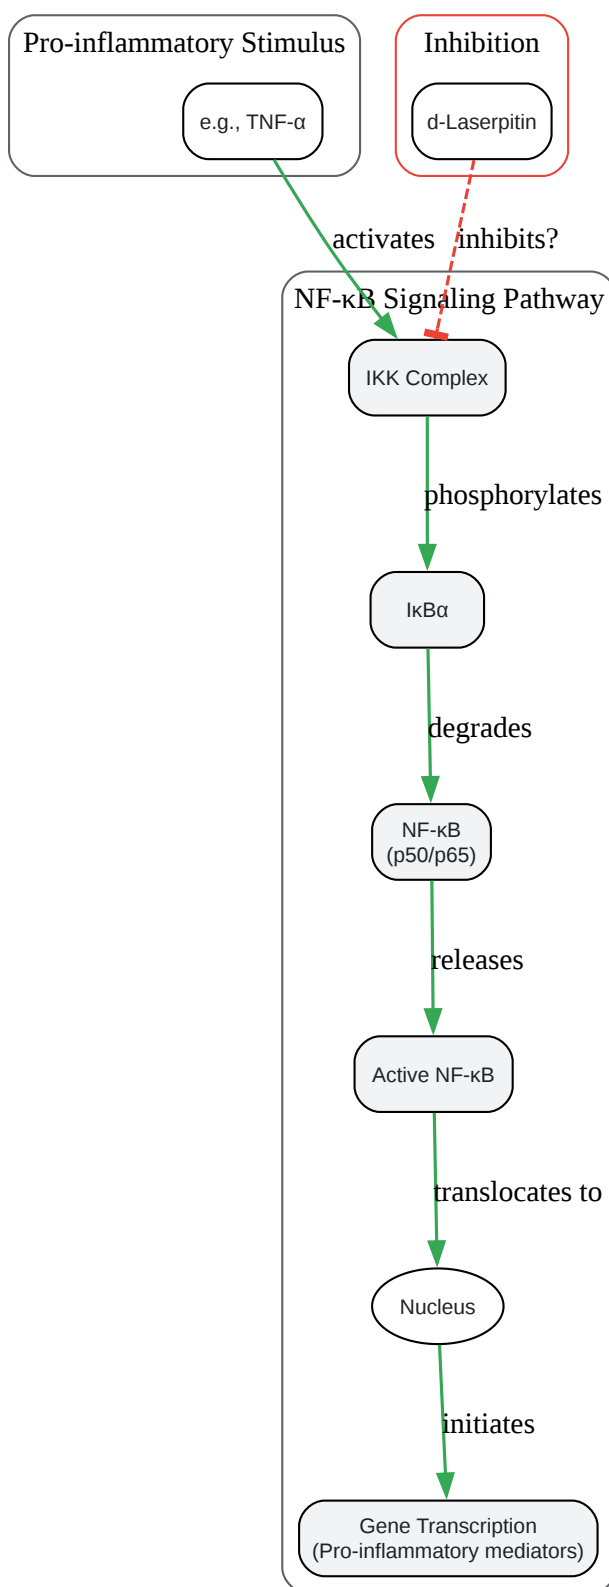 Pro-inflammatory Stimulus
Inhibition
e.g., TNF-α
d-Laserpitin
activates
inhibits?
NF-κB Signaling Pathway
IKK Complex
phosphorylates
IκBα
degrades
NF-κB
(p50/p65)
releases
Active NF-κB
translocates to
Nucleus
initiates
Gene Transcription
(Pro-inflammatory mediators)